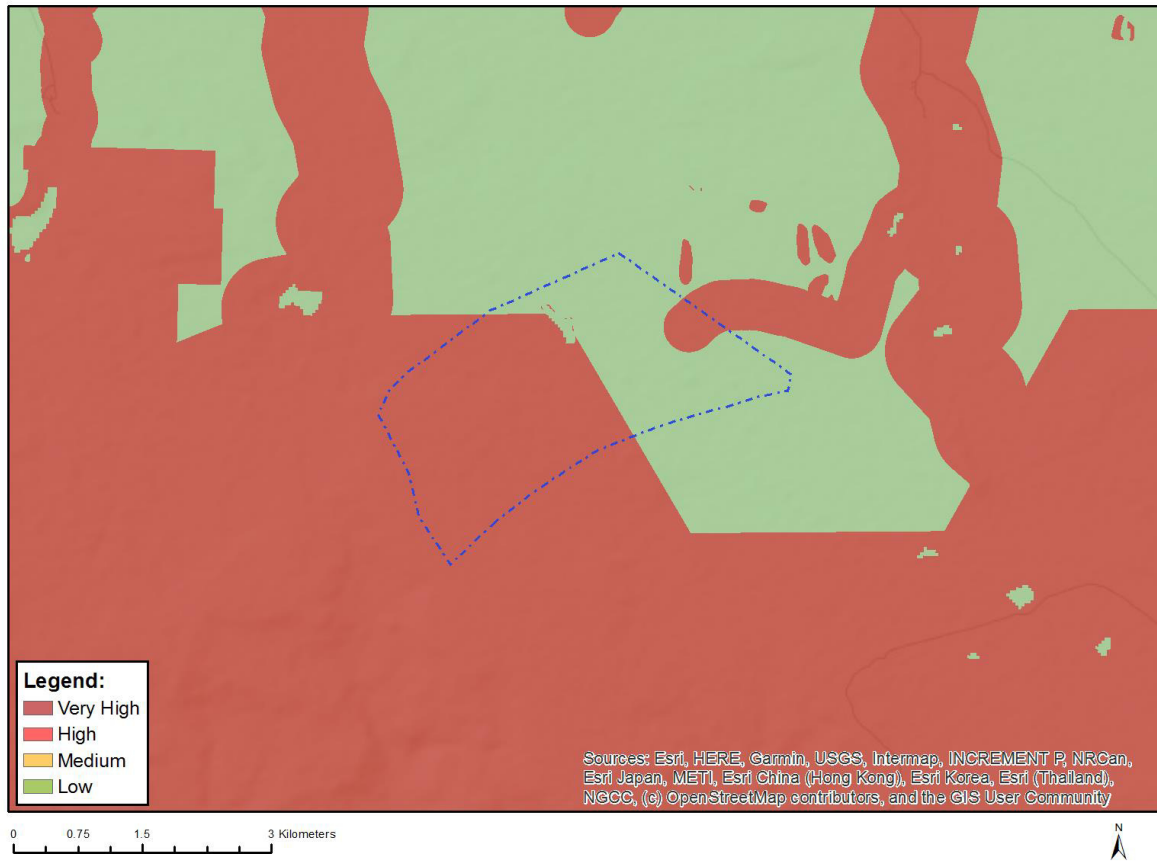 Legend:
Very High
High
Medium
Low
Sources: Esri, HERE, Garmin, USGS, Intermap, INCREMENT P, NRCan,
Esri Japan, METI, Esri China (Hong Kong), Esri Korea, Esri (Thailand),
NGCC, (c) OpenStreetMap contributors, and the GIS User Community
0 0.75 1.5 3 Kilometers
N